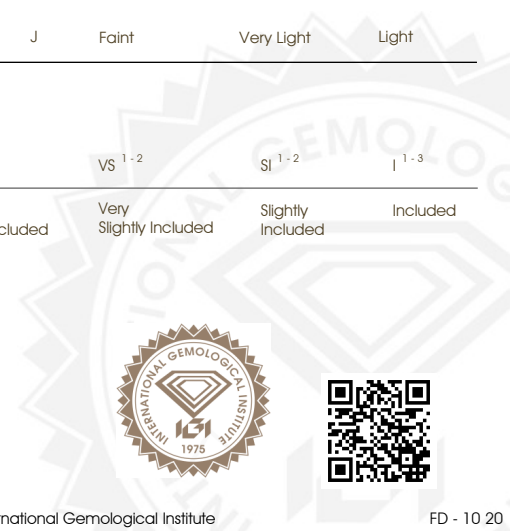 J Faint Very Light Light
VS 1 - 2 SI 1 - 2 I 1 - 3
Very Slightly Included
Slightly Included
Included
cluded
INTERNATIONAL GEMOLOGICAL INSTITUTE
IGI
1975
national Gemological Institute
FD - 10 20